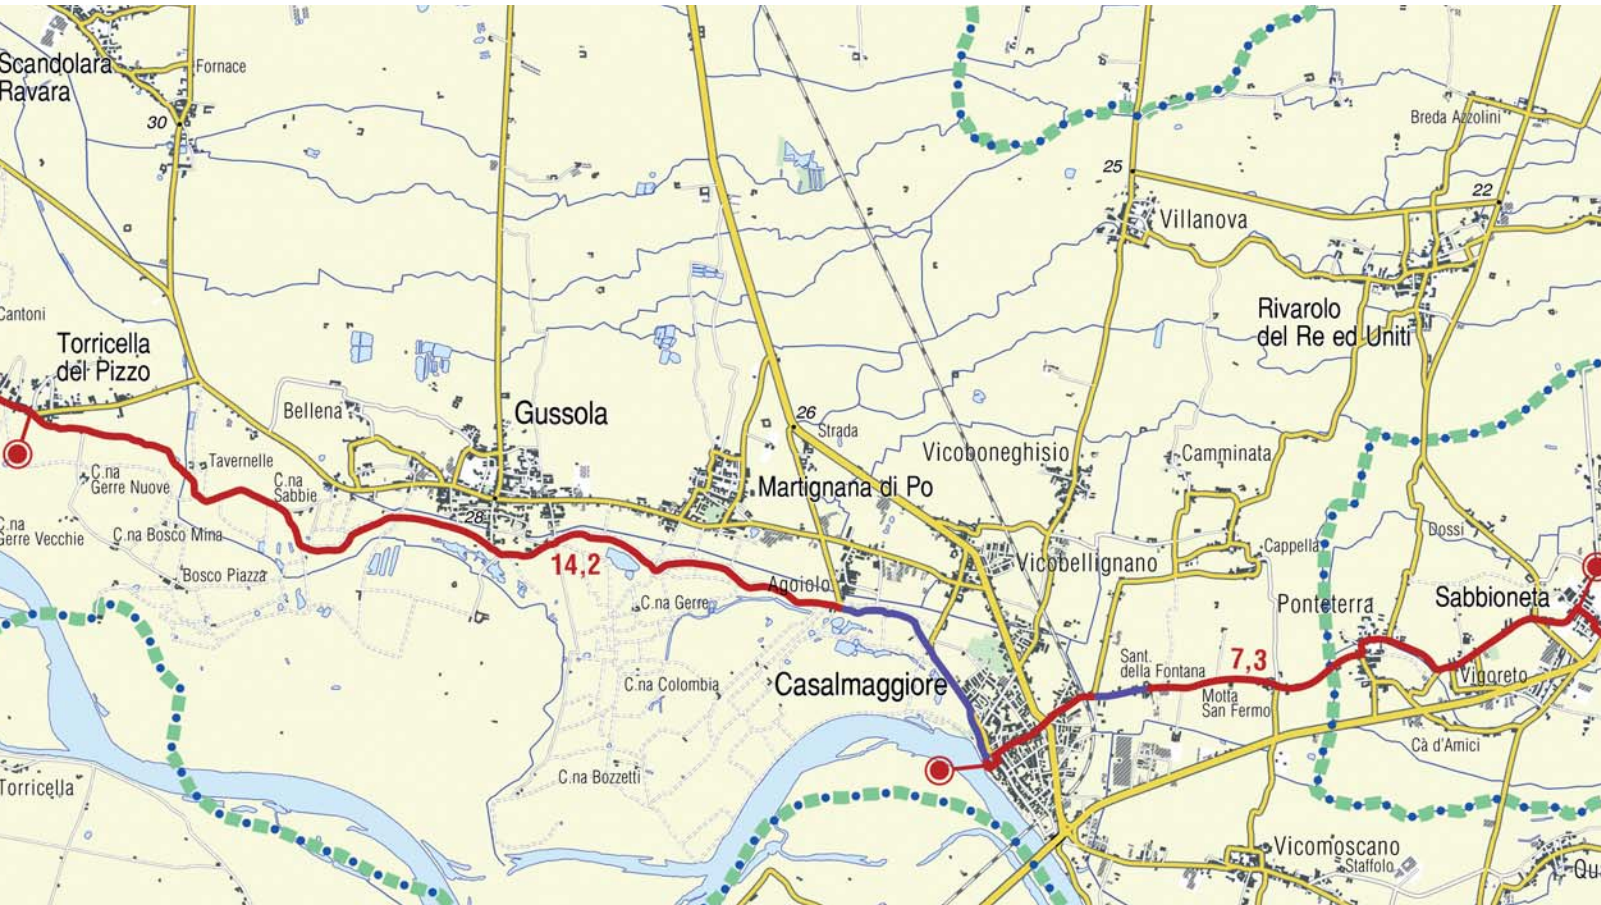 Scandolara
Ravara
Fornace
30
Breda Azzolini
25
22
Villanova
Cantoni
Rivarolo
del Re ed Uniti
Torricella
del Pizzo
Bellena
Gussola
26
Strada
Vicoboneghisio
Camminata
Tavernelle
C.na
Gerre Nuove
C.na
Sabbie
Martignana di Po
28
C.na
Gerre Vecchie
C.na Bosco Mina
Dossi
Cappella
Vicobellignano
14,2
Bosco Piazza
Agoiolo
C.na Gerre
Ponteterra
Sabbioneta
Sant.
della Fontana
7,3
C.na Colombia
Casalmaggiore
Motta
San Fermo
Vigoreto
Cà d'Amici
C.na Bozzetti
Torricella
Vicomoscano
Staffolo
Qu